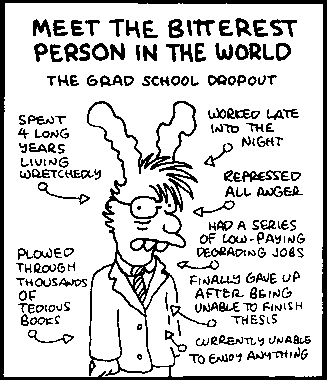 MEET THE BITTEREST
PERSON IN THE WORLD
THE GRAD SCHOOL DROPOUT
SPENT
4 LONG
YEARS
LIVING
WRETCHEDLY
WORKED LATE
INTO THE
NIGHT
REPRESSED
ALL ANGER
HAD A SERIES
OF LOW-PAYING
DEGRADING JOBS
PLOWED
THROUGH
THOUSANDS
OF
TEDIOUS
BOOKS
FINALLY GAVE UP
AFTER BEING
UNABLE TO FINISH
THESIS
CURRENTLY UNABLE
TO ENJOY ANYTHING